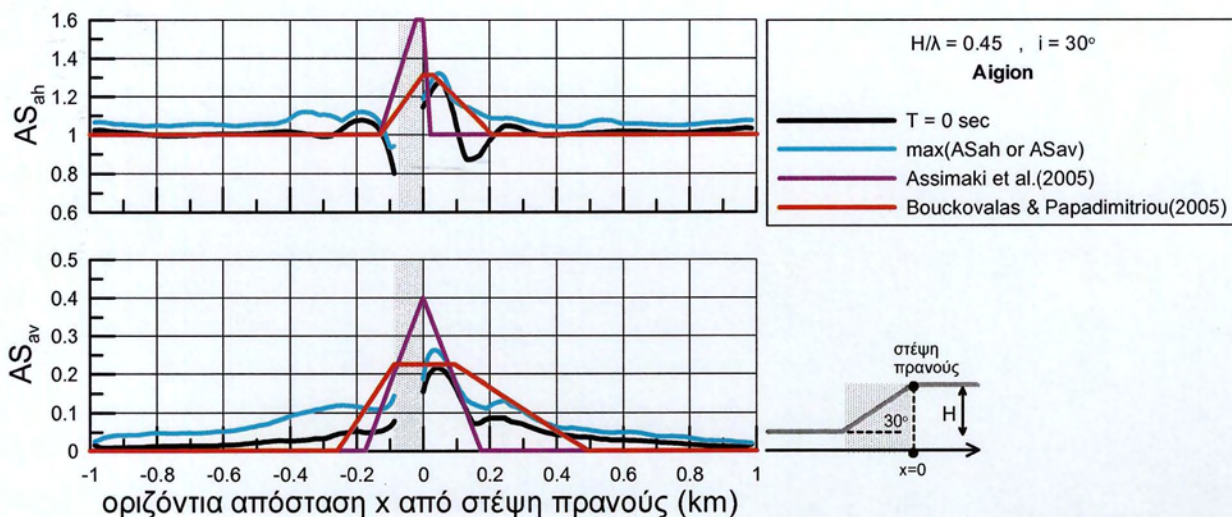 1.6
1.4
1.2
1
0.8
0.6
AS_ah
H/λ = 0.45 , i = 30°
Aigion
T = 0 sec
max(ASah or ASav)
Assimaki et al.(2005)
Bouckovalas & Papadimitriou(2005)
0.5
0.4
0.3
0.2
0.1
0
AS_av
-1 -0.8 -0.6 -0.4 -0.2 0 0.2 0.4 0.6 0.8 1
οριζόντια απόσταση x από στέψη πρανούς (km)
στέψη
πρανούς
30°
H
x=0